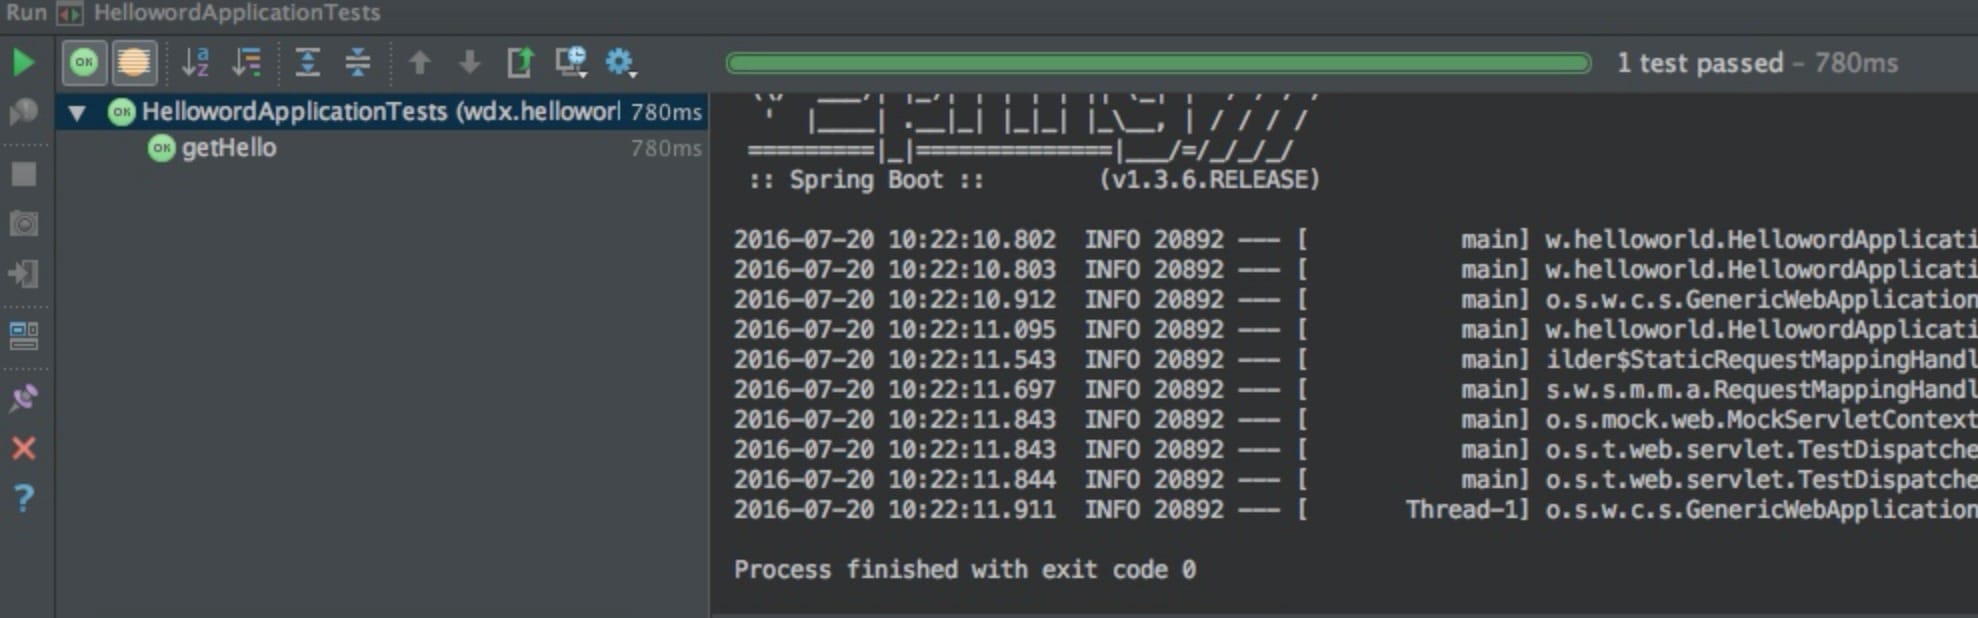 Run HellowordApplicationTests
1 test passed – 780ms
HellowordApplicationTests (wdx.hellowor 780ms
getHello 780ms
:: Spring Boot :: (v1.3.6.RELEASE)
2016-07-20 10:22:10.802 INFO 20892 --- [ main] w.helloworld.HellowordApplicati
2016-07-20 10:22:10.803 INFO 20892 --- [ main] w.helloworld.HellowordApplicati
2016-07-20 10:22:10.912 INFO 20892 --- [ main] o.s.w.c.s.GenericWebApplication
2016-07-20 10:22:11.095 INFO 20892 --- [ main] w.helloworld.HellowordApplicati
2016-07-20 10:22:11.543 INFO 20892 --- [ main] ilder$StaticRequestMappingHandl
2016-07-20 10:22:11.697 INFO 20892 --- [ main] s.w.s.m.m.a.RequestMappingHandl
2016-07-20 10:22:11.843 INFO 20892 --- [ main] o.s.mock.web.MockServletContext
2016-07-20 10:22:11.843 INFO 20892 --- [ main] o.s.t.web.servlet.TestDispatche
2016-07-20 10:22:11.844 INFO 20892 --- [ main] o.s.t.web.servlet.TestDispatche
2016-07-20 10:22:11.911 INFO 20892 --- [ Thread-1] o.s.w.c.s.GenericWebApplication
Process finished with exit code 0